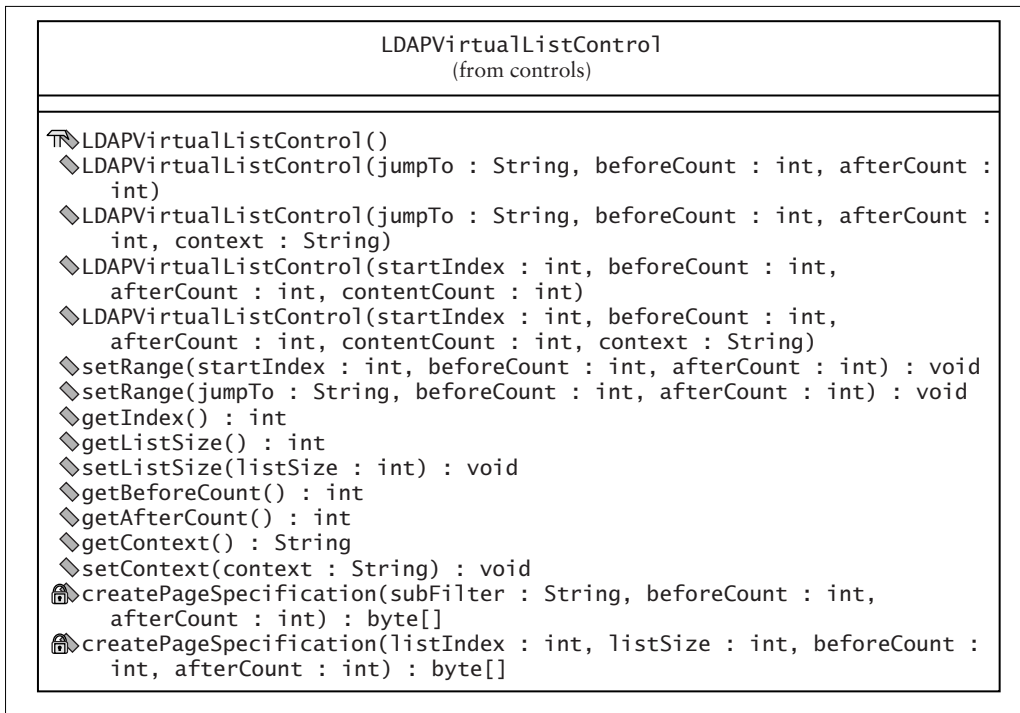 LDAPVirtualListControl
(from controls)
LDAPVirtualListControl()
LDAPVirtualListControl(jumpTo : String, beforeCount : int, afterCount :
int)
LDAPVirtualListControl(jumpTo : String, beforeCount : int, afterCount :
int, context : String)
LDAPVirtualListControl(startIndex : int, beforeCount : int,
afterCount : int, contentCount : int)
LDAPVirtualListControl(startIndex : int, beforeCount : int,
afterCount : int, contentCount : int, context : String)
setRange(startIndex : int, beforeCount : int, afterCount : int) : void
setRange(jumpTo : String, beforeCount : int, afterCount : int) : void
getIndex() : int
getListSize() : int
setListSize(listSize : int) : void
getBeforeCount() : int
getAfterCount() : int
getContext() : String
setContext(context : String) : void
createPageSpecification(subFilter : String, beforeCount : int,
afterCount : int) : byte[]
createPageSpecification(listIndex : int, listSize : int, beforeCount :
int, afterCount : int) : byte[]